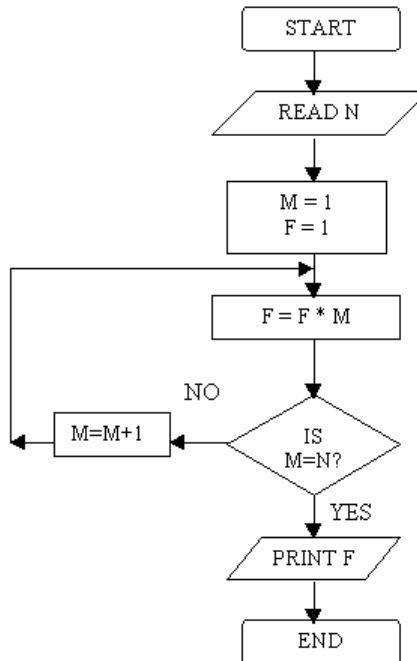 START
READ N
M = 1
F = 1
F = F * M
NO
M=M+1
IS
M=N?
YES
PRINT F
END